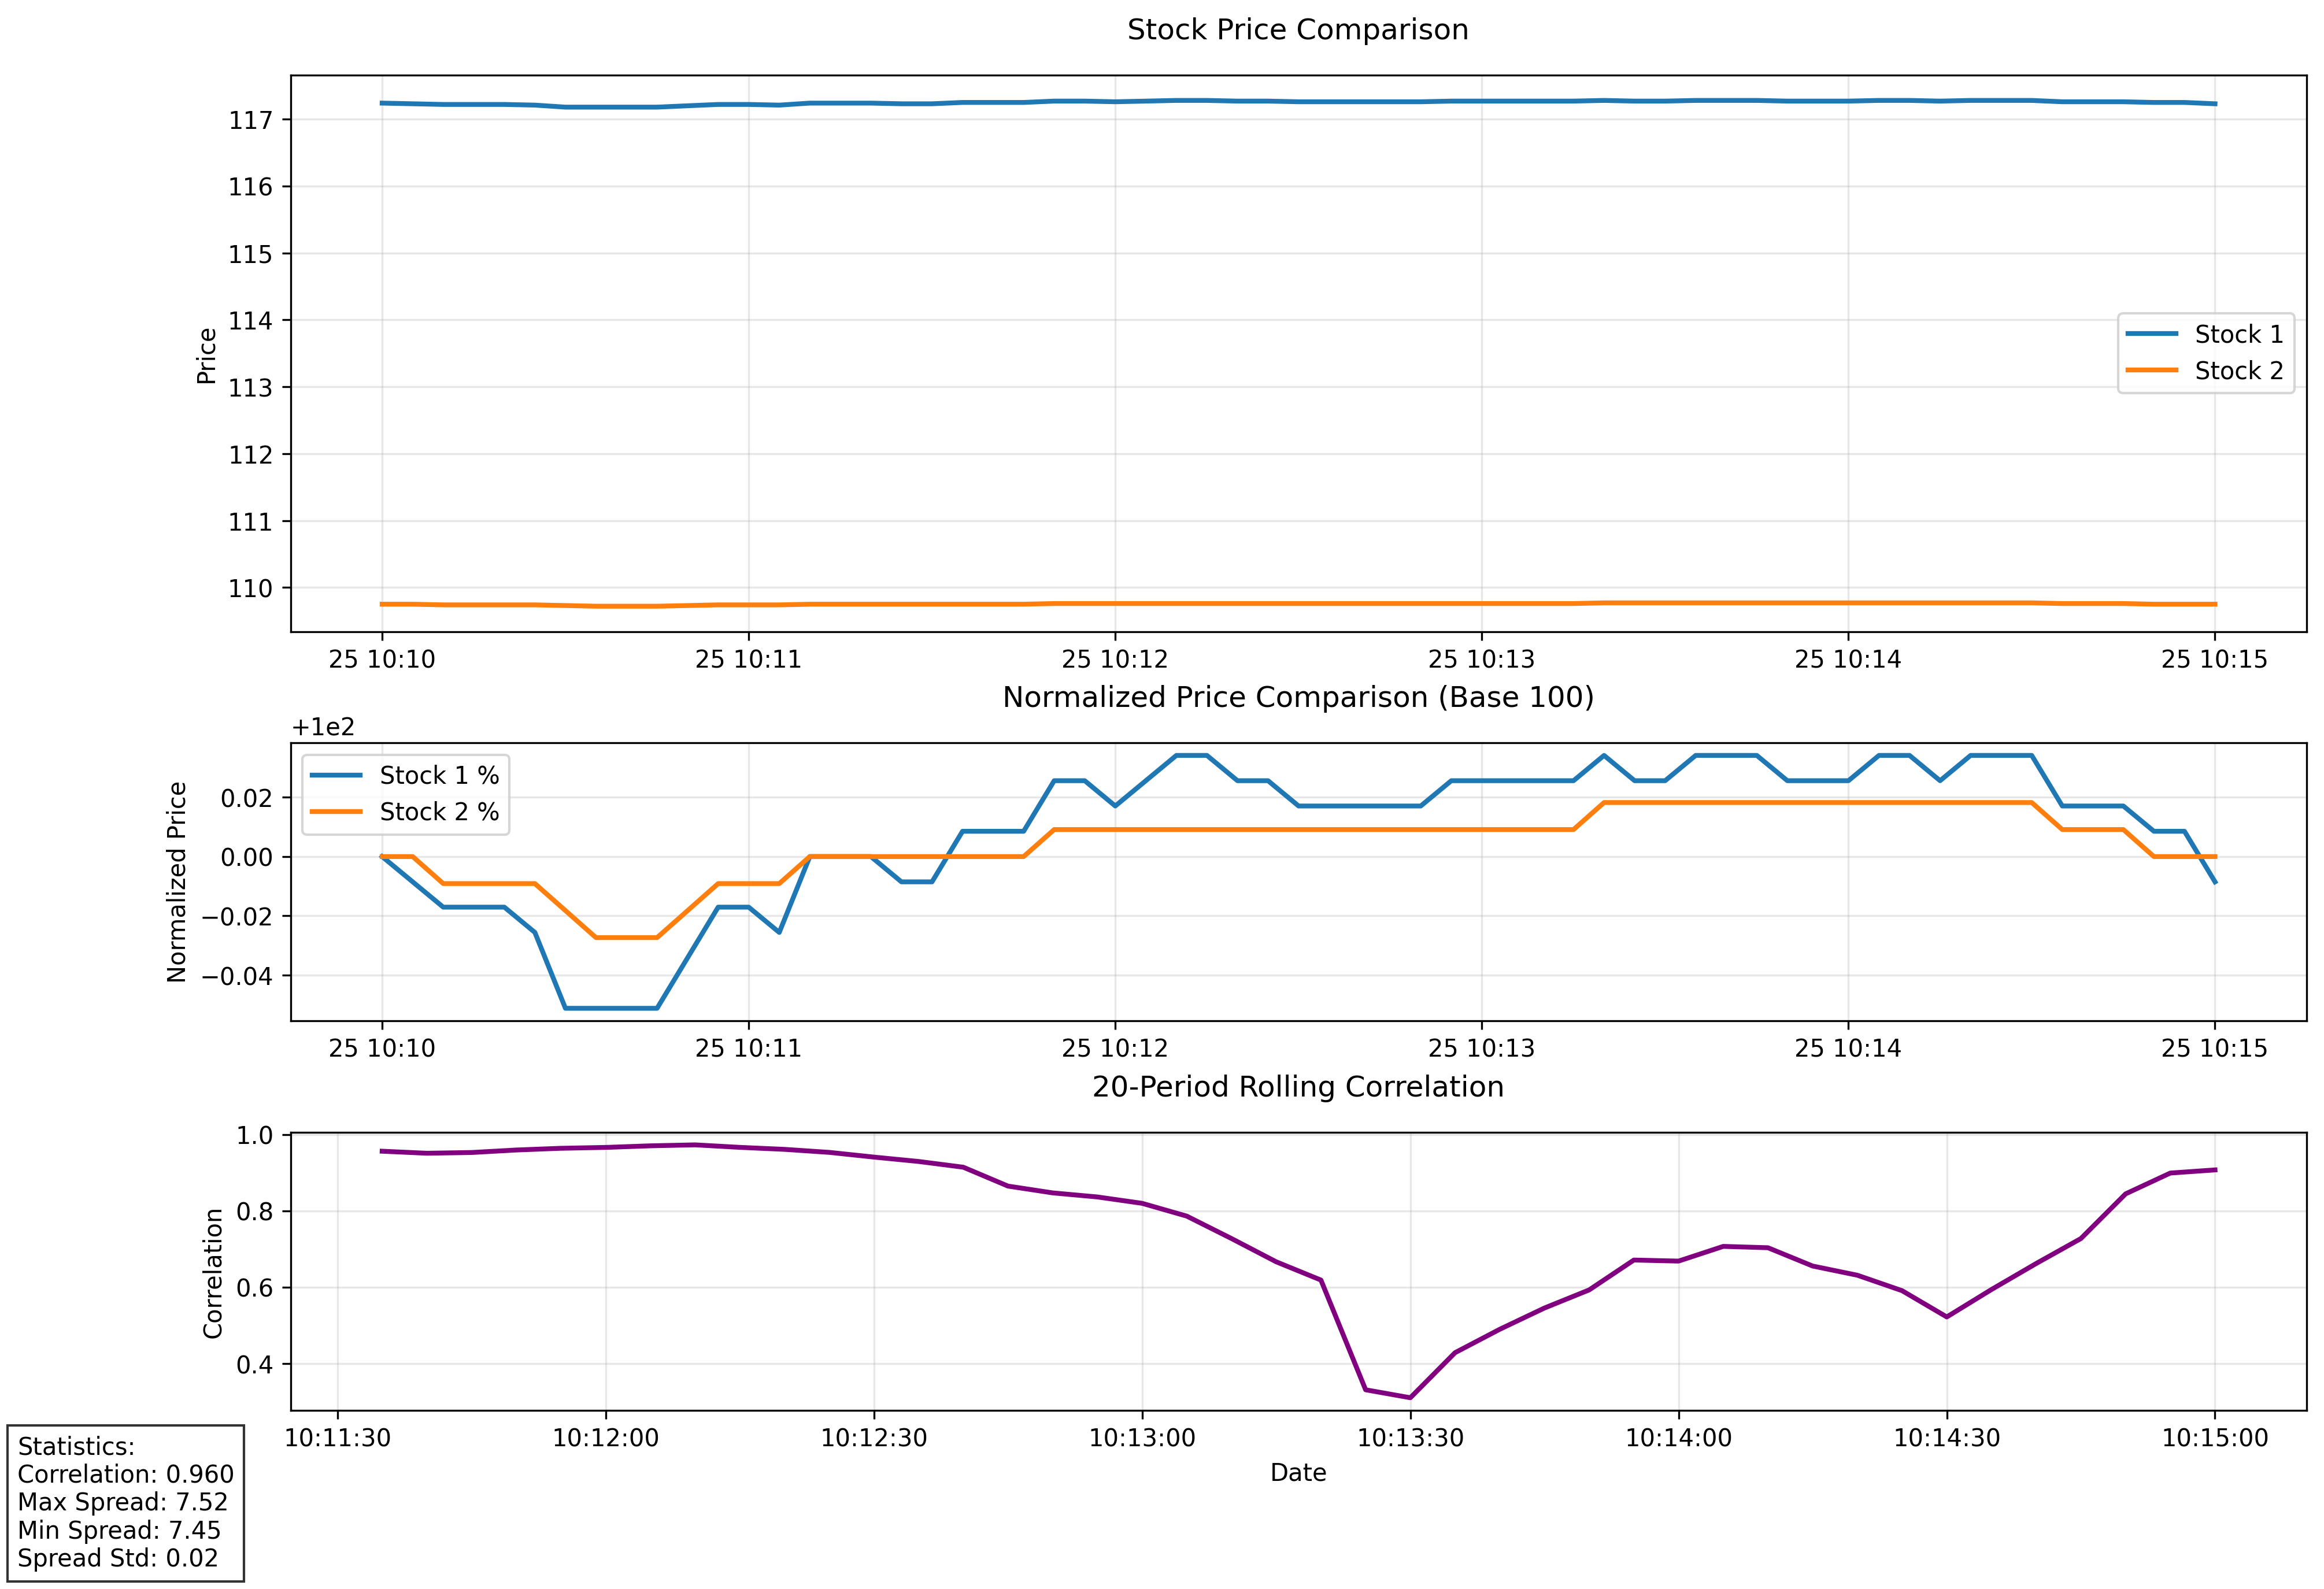 Stock Price Comparison
117
116
115
114
113
112
111
110
Price
Stock 1
Stock 2
25 10:10
25 10:11
25 10:12
25 10:13
25 10:14
25 10:15
Normalized Price Comparison (Base 100)
+1e2
0.02
0.00
−0.02
−0.04
Normalized Price
Stock 1 %
Stock 2 %
25 10:10
25 10:11
25 10:12
25 10:13
25 10:14
25 10:15
20-Period Rolling Correlation
1.0
0.8
0.6
0.4
Correlation
10:11:30
10:12:00
10:12:30
10:13:00
10:13:30
10:14:00
10:14:30
10:15:00
Date
Statistics:
Correlation: 0.960
Max Spread: 7.52
Min Spread: 7.45
Spread Std: 0.02